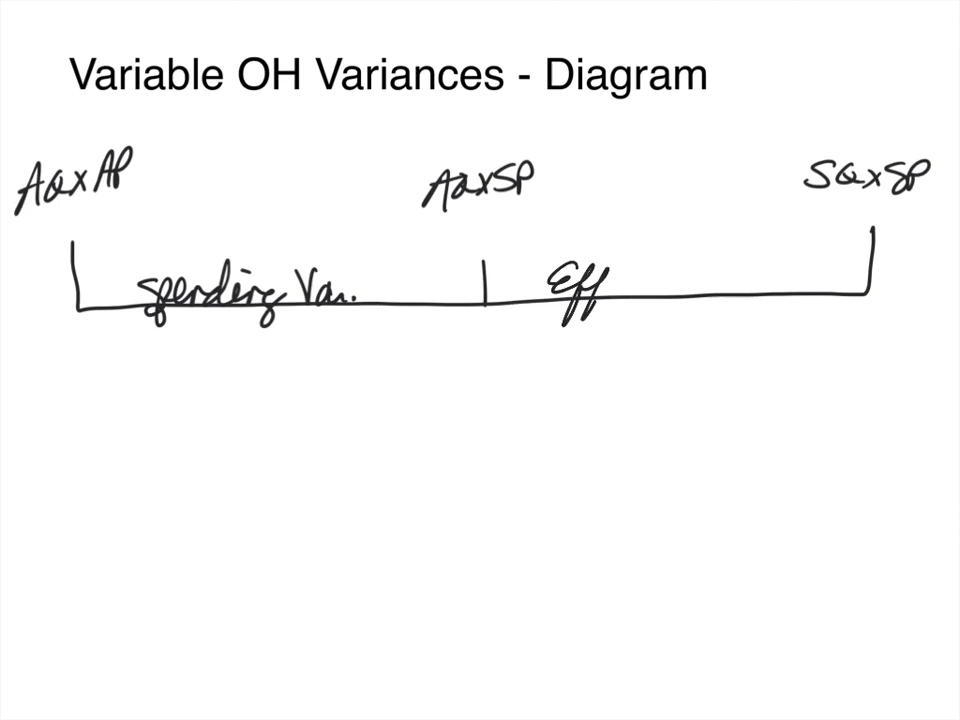 Variable OH Variances - Diagram
AQxAP AQxSP SQxSP
Spending Var. Eff